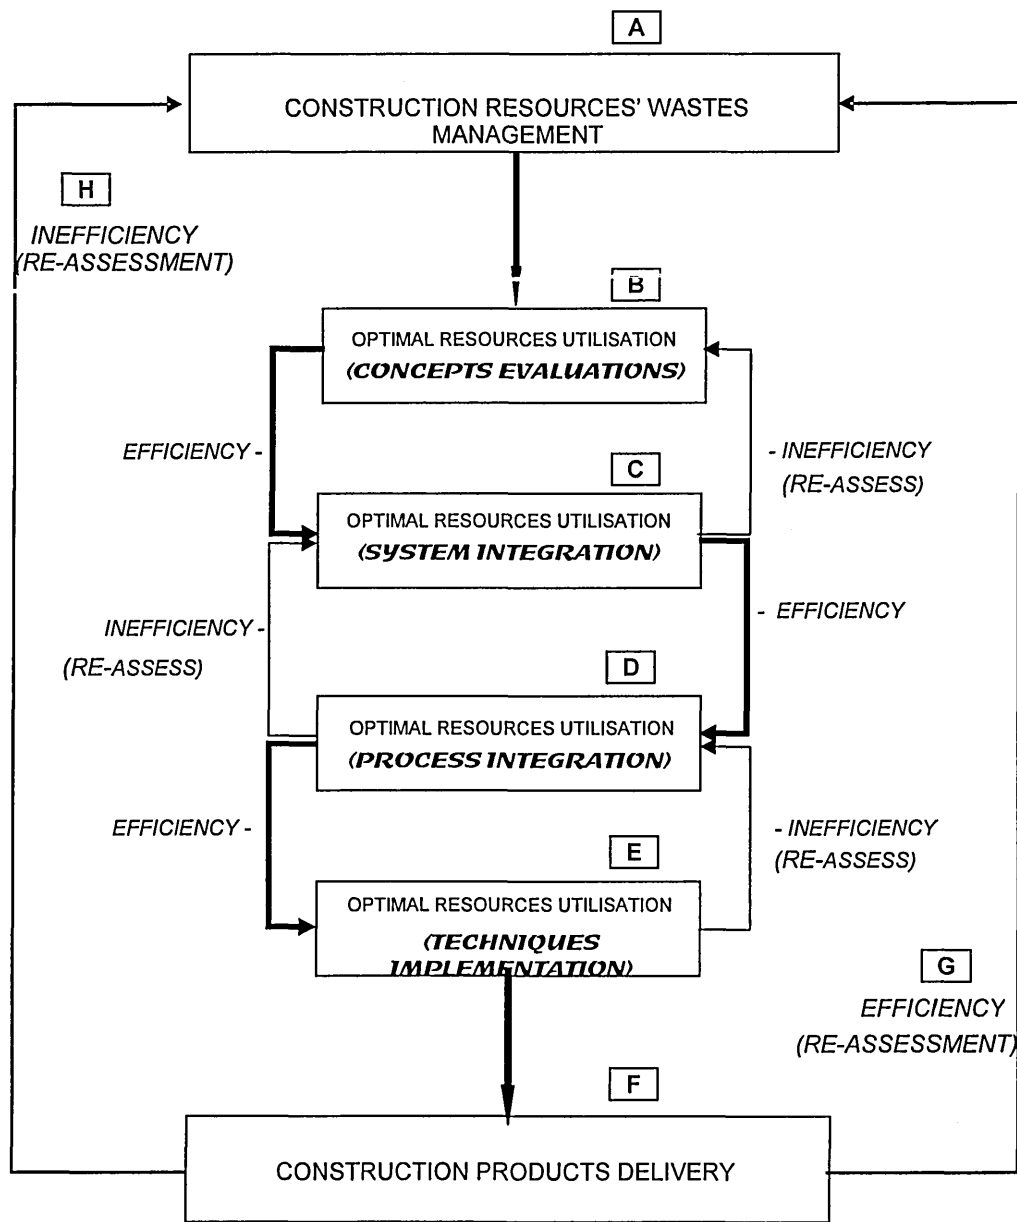 A
CONSTRUCTION RESOURCES' WASTES
MANAGEMENT
H
INEFFICIENCY
(RE-ASSESSMENT)
B
OPTIMAL RESOURCES UTILISATION
(CONCEPTS EVALUATIONS)
EFFICIENCY -
- INEFFICIENCY
(RE-ASSESS)
C
OPTIMAL RESOURCES UTILISATION
(SYSTEM INTEGRATION)
- EFFICIENCY
INEFFICIENCY -
(RE-ASSESS)
D
OPTIMAL RESOURCES UTILISATION
(PROCESS INTEGRATION)
EFFICIENCY -
- INEFFICIENCY
(RE-ASSESS)
E
OPTIMAL RESOURCES UTILISATION
(TECHNIQUES
IMPLEMENTATION)
G
EFFICIENCY
(RE-ASSESSMENT)
F
CONSTRUCTION PRODUCTS DELIVERY